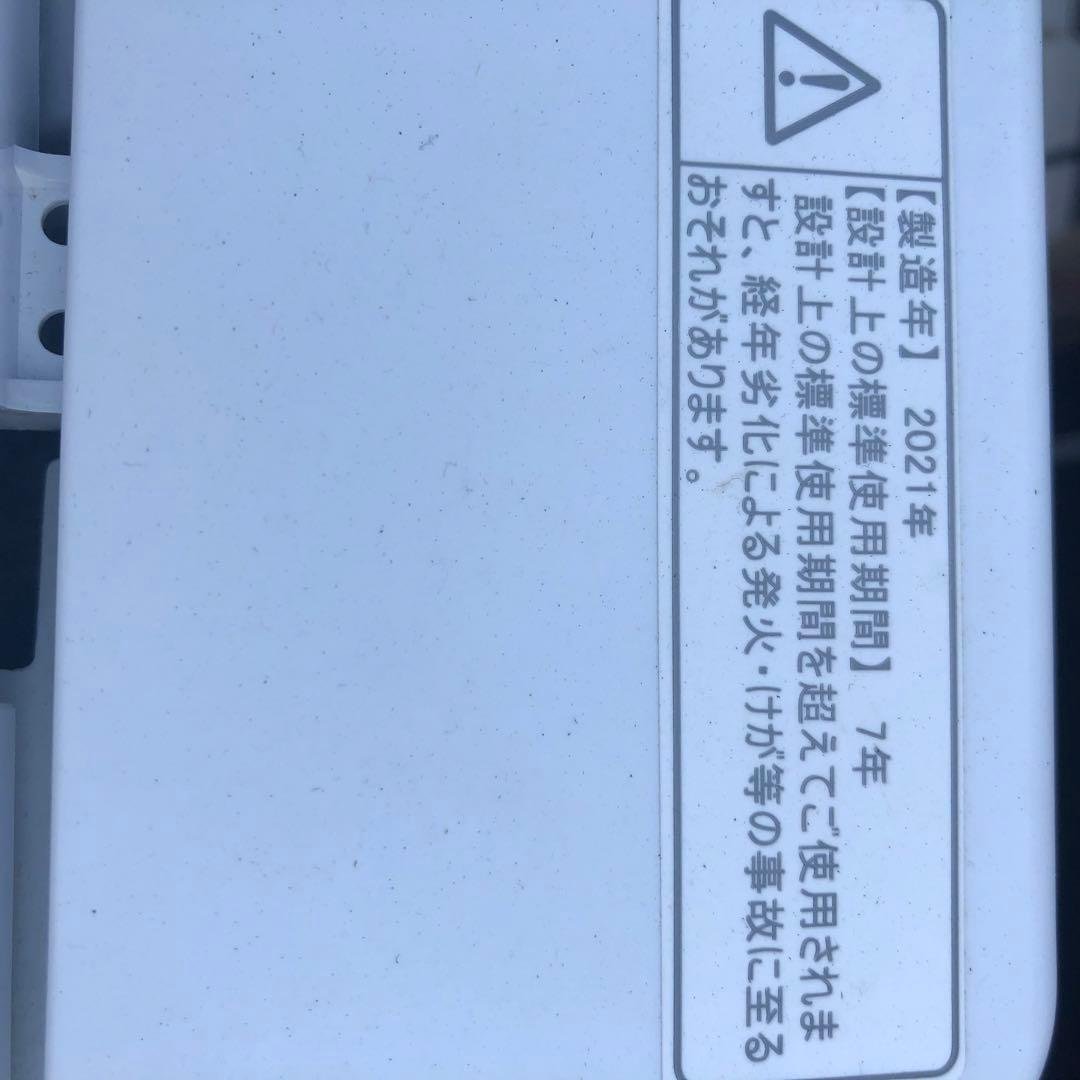 【製造年】 2021年
【設計上の標準使用期間】 7年
設計上の標準使用期間を超えてご使用されま
すと、経年劣化による発火・けが等の事故に至る
おそれがあります。